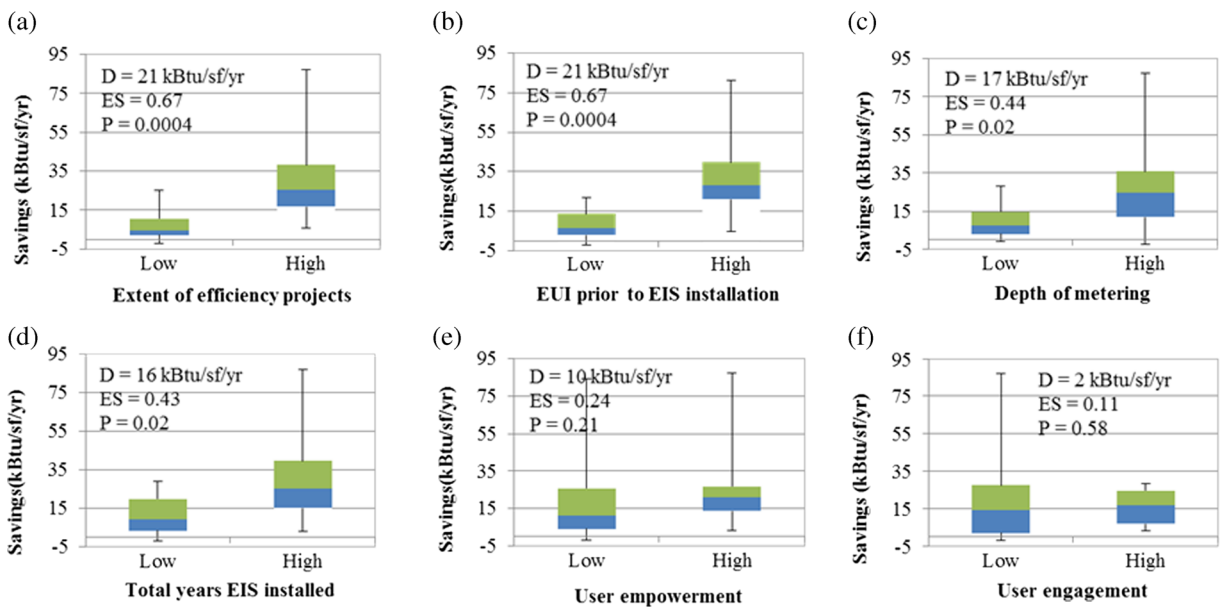 (a)
95
75
55
35
15
-5
Savings (kBtu/sf/yr)
D = 21 kBtu/sf/yr
ES = 0.67
P = 0.0004
Low High
Extent of efficiency projects
(b)
95
75
55
35
15
-5
Savings(kBut/sf/yr)
D = 21 kBtu/sf/yr
ES = 0.67
P = 0.0004
Low High
EUI prior to EIS installation
(c)
95
75
55
35
15
-5
Savings (kBtu/sf/yr)
D = 17 kBtu/sf/yr
ES = 0.44
P = 0.02
Low High
Depth of metering
(d)
95
75
55
35
15
-5
Savings(kBtu/sf/yr)
D = 16 kBtu/sf/yr
ES = 0.43
P = 0.02
Low High
Total years EIS installed
(e)
95
75
55
35
15
-5
Savings(kBtu/sf/yr)
D = 10 kBtu/sf/yr
ES = 0.24
P = 0.21
Low High
User empowerment
(f)
95
75
55
35
15
-5
Savings (kBtu/sf/yr)
D = 2 kBtu/sf/yr
ES = 0.11
P = 0.58
Low High
User engagement